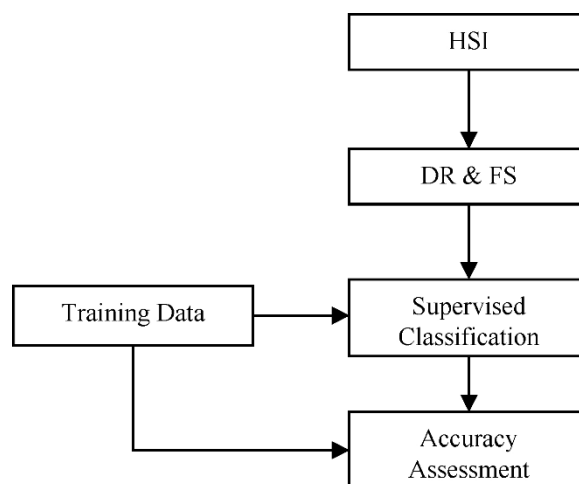 HSI
DR & FS
Training Data
Supervised
Classification
Accuracy
Assessment